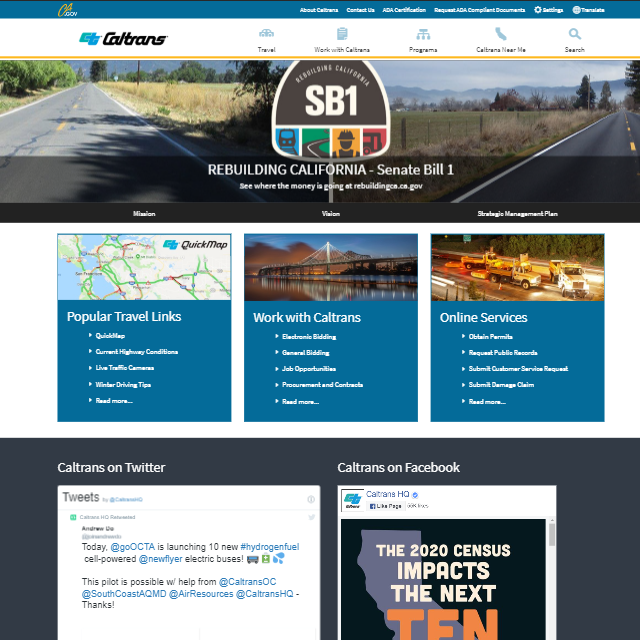 CA.GOV
About Caltrans Contact Us ADA Certification Request ADA Compliant Documents Settings Translate
Caltrans
Travel Work with Caltrans Programs Caltrans Near Me Search
REBUILDING CALIFORNIA
SB1
REBUILDING CALIFORNIA - Senate Bill 1
See where the money is going at rebuildingca.ca.gov
Mission Vision Strategic Management Plan
QuickMap
Popular Travel Links
QuickMap
Current Highway Conditions
Live Traffic Cameras
Winter Driving Tips
Read more...
Work with Caltrans
Electronic Bidding
General Bidding
Job Opportunities
Procurement and Contracts
Read more...
Online Services
Obtain Permits
Request Public Records
Submit Customer Service Request
Submit Damage Claim
Read more...
Caltrans on Twitter
Tweets by @CaltransHQ
Caltrans HQ Retweeted
Andrew Do
Today, @goOCTA is launching 10 new #hydrogenfuel
cell-powered @newflyer electric buses!
This pilot is possible w/ help from @CaltransOC
@SouthCoastAQMD @AirResources @CaltransHQ -
Thanks!
Caltrans on Facebook
Caltrans HQ
Like Page
THE 2020 CENSUS
IMPACTS
THE NEXT
TEN